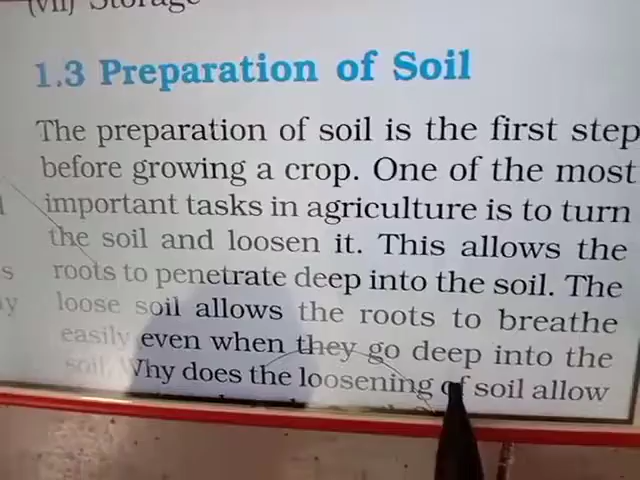 (vii) Storage
1.3 Preparation of Soil
The preparation of soil is the first step
before growing a crop. One of the most
important tasks in agriculture is to turn
the soil and loosen it. This allows the
s roots to penetrate deep into the soil. The
y loose soil allows the roots to breathe
easily even when they go deep into the
soil. Why does the loosening of soil allow